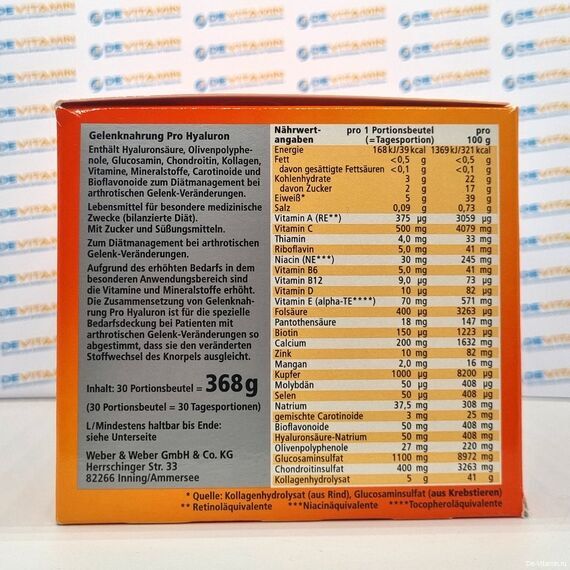 Gelenknahrung Pro Hyaluron
Enthält Hyaluronsäure, Olivenpolyphe-
nole, Glucosamin, Chondroitin, Kollagen,
Vitamine, Mineralstoffe, Carotinoide und
Bioflavonoide zum Diätmanagement bei
arthrotischen Gelenk-Veränderungen.
Lebensmittel für besondere medizinische
Zwecke (bilanzierte Diät).
Mit Zucker und Süßungsmitteln.
Zum Diätmanagement bei arthrotischen
Gelenk-Veränderungen.
Aufgrund des erhöhten Bedarfs in dem
besonderen Anwendungsbereich sind
die Vitamine und Mineralstoffe erhöht.
Die Zusammensetzung von Gelenknah-
rung Pro Hyaluron ist für die spezielle
Bedarfsdeckung bei Patienten mit
arthrotischen Gelenk-Veränderungen so
abgestimmt, dass sie den veränderten
Stoffwechsel des Knorpels ausgleicht.
Inhalt: 30 Portionsbeutel = 368g
(30 Portionsbeutel = 30 Tagesportionen)
L/Mindestens haltbar bis Ende:
siehe Unterseite
Weber & Weber GmbH & Co. KG
Herrschinger Str. 33
82266 Inning/Ammersee
Nährwert- pro 1 Portionsbeutel pro
angaben (=Tagesportion) 100 g
Energie 168 kJ/39 kcal 1369 kJ/321 kcal
Fett <0,5 g <0,5 g
davon gesättigte Fettsäuren <0,1 g <0,1 g
Kohlenhydrate 3 g 22 g
davon Zucker 2 g 17 g
Eiweiß* 5 g 39 g
Salz 0,09 g 0,73 g
Vitamin A (RE**) 375 µg 3059 µg
Vitamin C 500 mg 4079 mg
Thiamin 4,0 mg 33 mg
Riboflavin 5,0 mg 41 mg
Niacin (NE***) 30 mg 245 mg
Vitamin B6 5,0 mg 41 mg
Vitamin B12 9,0 µg 73 µg
Vitamin D 10 µg 82 µg
Vitamin E (alpha-TE****) 70 mg 571 mg
Folsäure 400 µg 3263 µg
Pantothensäure 18 mg 147 mg
Biotin 150 µg 1223 µg
Calcium 200 mg 1632 mg
Zink 10 mg 82 mg
Mangan 2,0 mg 16 mg
Kupfer 1000 µg 8200 µg
Molybdän 50 µg 408 µg
Selen 50 µg 408 µg
Natrium 37,5 mg 308 mg
gemischte Carotinoide 3 mg 25 mg
Bioflavonoide 50 mg 408 mg
Hyaluronsäure-Natrium 50 mg 408 mg
Olivenpolyphenole 27 mg 220 mg
Glucosaminsulfat 1100 mg 8972 mg
Chondroitinsulfat 400 mg 3263 mg
Kollagenhydrolysat 5 g 41 g
* Quelle: Kollagenhydrolysat (aus Rind), Glucosaminsulfat (aus Krebstieren)
** Retinoläquivalente ***Niacinäquivalente ****Tocopheroläquivalente
De-Vitamin.ru